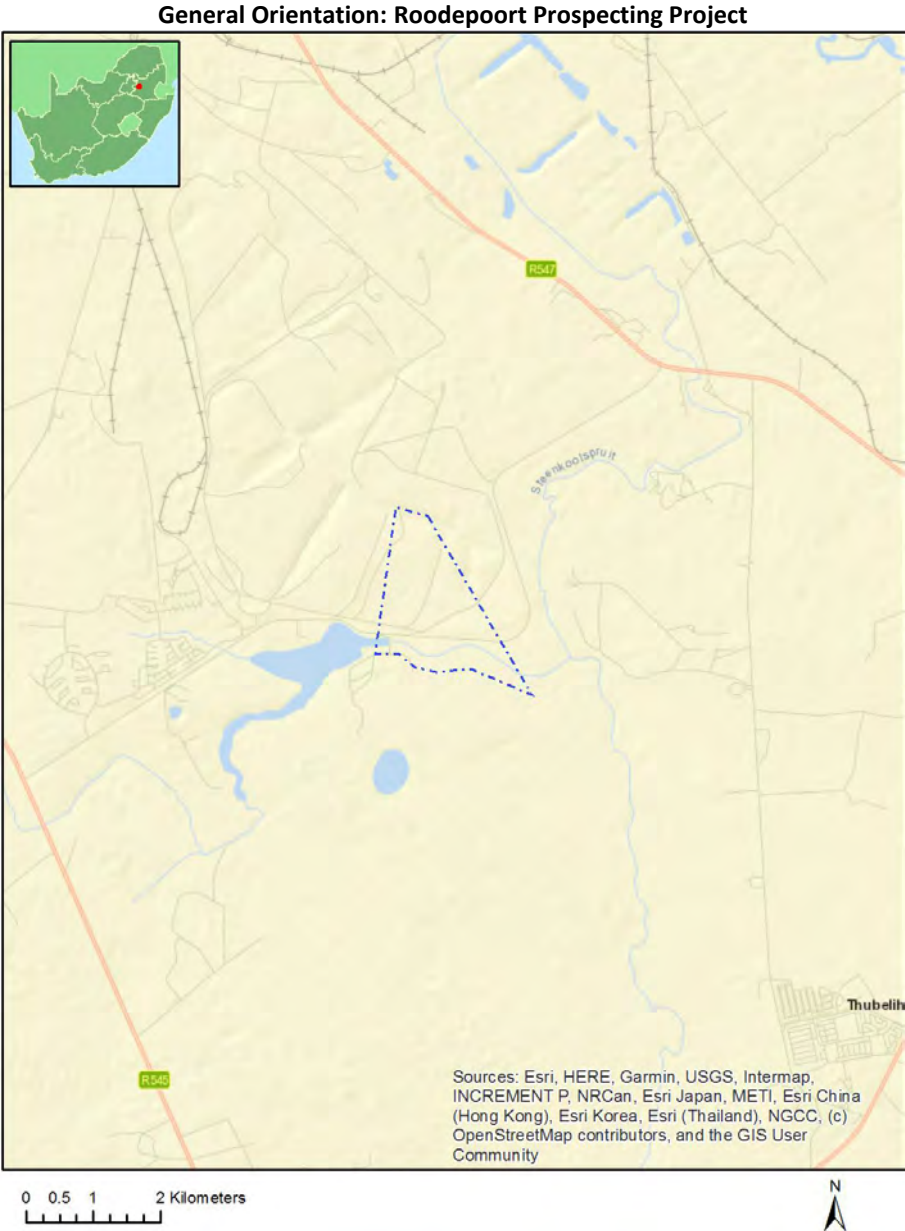 General Orientation: Roodepoort Prospecting Project
R547
Steenkoolspruit
Thubelih
R545
Sources: Esri, HERE, Garmin, USGS, Intermap,
INCREMENT P, NRCan, Esri Japan, METI, Esri China
(Hong Kong), Esri Korea, Esri (Thailand), NGCC, (c)
OpenStreetMap contributors, and the GIS User
Community
0 0.5 1 2 Kilometers
N